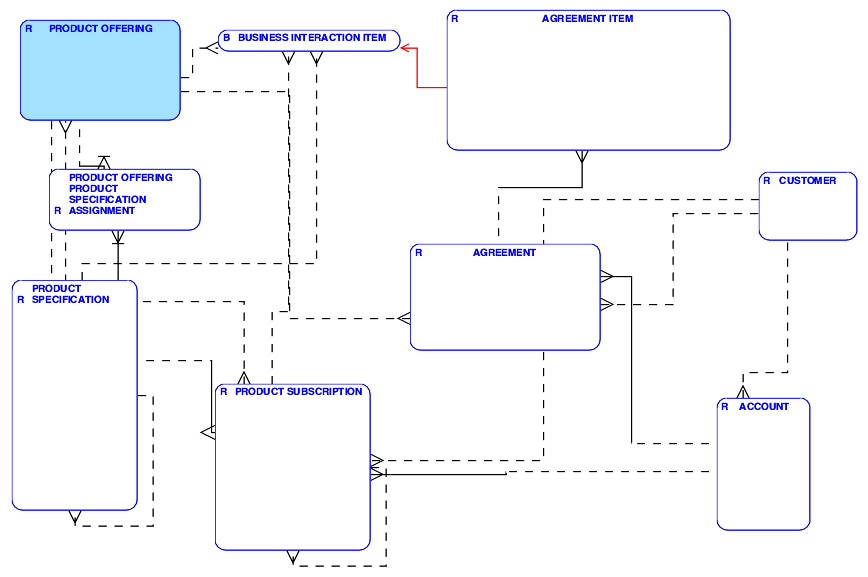 R PRODUCT OFFERING
B BUSINESS INTERACTION ITEM
R AGREEMENT ITEM
PRODUCT OFFERING
PRODUCT
SPECIFICATION
R ASSIGNMENT
R CUSTOMER
R AGREEMENT
PRODUCT
R SPECIFICATION
R PRODUCT SUBSCRIPTION
R ACCOUNT